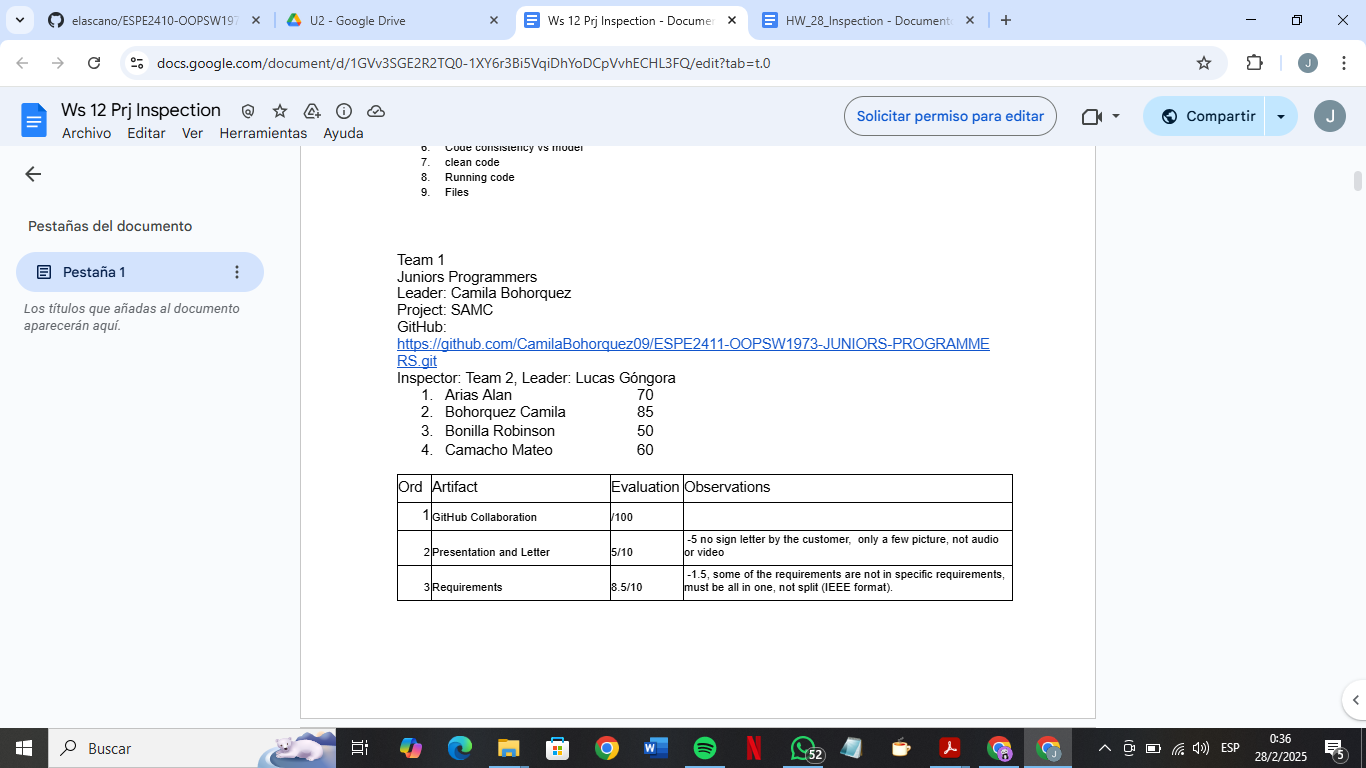 elascano/ESPE2410-OOPSW197
U2 - Google Drive
Ws 12 Prj Inspection - Docume
HW_28_Inspection - Document
docs.google.com/document/d/1GVv3SGE2R2TQ0-1XY6r3Bi5VqiDhYoDCpVvhECHL3FQ/edit?tab=t.0
J
Ws 12 Prj Inspection
Archivo Editar Ver Herramientas Ayuda
Solicitar permiso para editar
Compartir
J
Pestañas del documento
Pestaña 1
Los títulos que añadas al documento
aparecerán aquí.
6. Code consistency vs model
7. clean code
8. Running code
9. Files
Team 1
Juniors Programmers
Leader: Camila Bohorquez
Project: SAMC
GitHub:
https://github.com/CamilaBohorquez09/ESPE2411-OOPSW1973-JUNIORS-PROGRAMME
RS.git
Inspector: Team 2, Leader: Lucas Góngora
1. Arias Alan 70
2. Bohorquez Camila 85
3. Bonilla Robinson 50
4. Camacho Mateo 60
Ord Artifact Evaluation Observations
1 GitHub Collaboration /100
2 Presentation and Letter 5/10 -5 no sign letter by the customer, only a few picture, not audio
or video
3 Requirements 8.5/10 -1.5, some of the requirements are not in specific requirements,
must be all in one, not split (IEEE format).
Buscar
52
ESP
0:36
28/2/2025
5